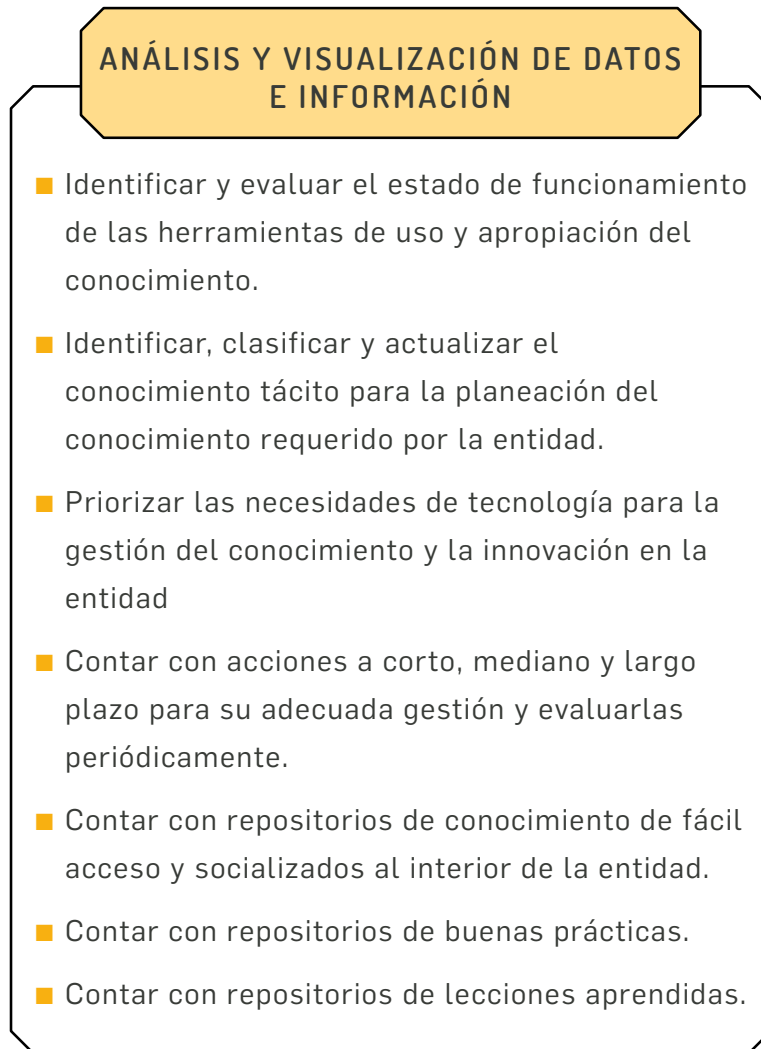 ANÁLISIS Y VISUALIZACIÓN DE DATOS
E INFORMACIÓN
Identificar y evaluar el estado de funcionamiento
de las herramientas de uso y apropiación del
conocimiento.
Identificar, clasificar y actualizar el
conocimiento tácito para la planeación del
conocimiento requerido por la entidad.
Priorizar las necesidades de tecnología para la
gestión del conocimiento y la innovación en la
entidad
Contar con acciones a corto, mediano y largo
plazo para su adecuada gestión y evaluarlas
periódicamente.
Contar con repositorios de conocimiento de fácil
acceso y socializados al interior de la entidad.
Contar con repositorios de buenas prácticas.
Contar con repositorios de lecciones aprendidas.